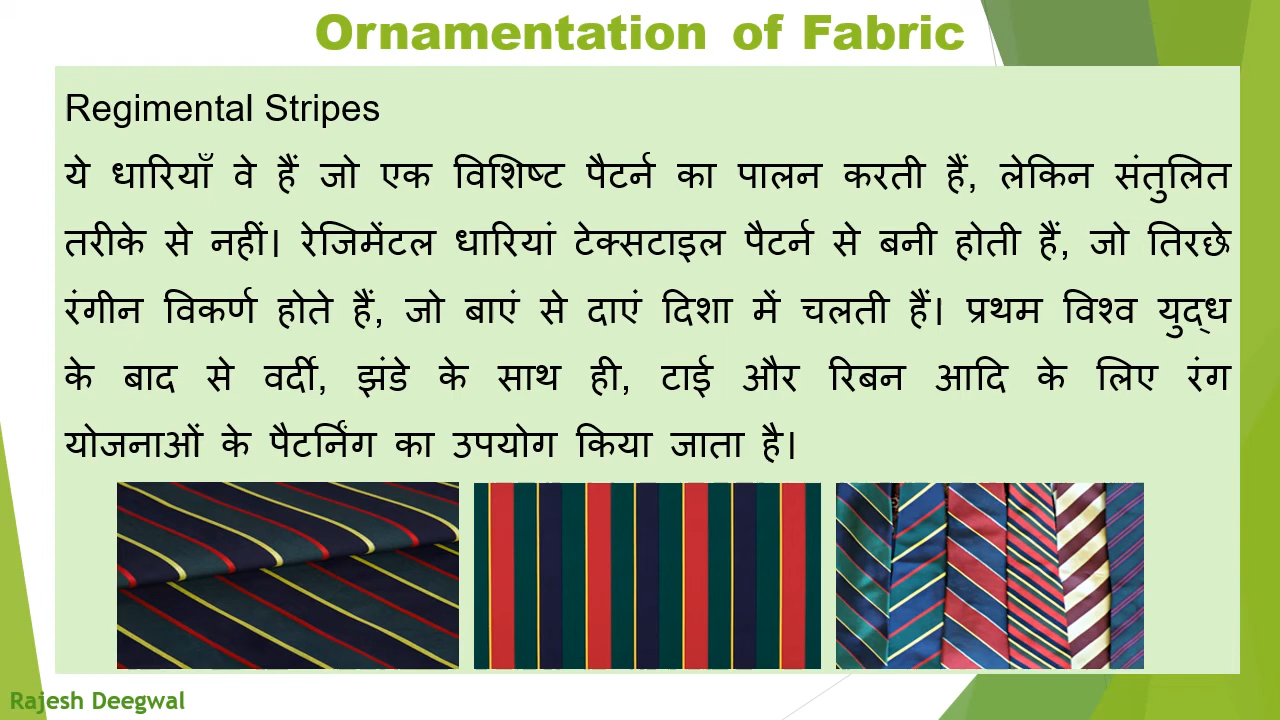 Ornamentation of Fabric
Regimental Stripes
ये धारियाँ वे हैं जो एक विशिष्ट पैटर्न का पालन करती हैं, लेकिन संतुलित
तरीके से नहीं। रेजिमेंटल धारियां टेक्सटाइल पैटर्न से बनी होती हैं, जो तिरछे
रंगीन विकर्ण होते हैं, जो बाएं से दाएं दिशा में चलती हैं। प्रथम विश्व युद्ध
के बाद से वर्दी, झंडे के साथ ही, टाई और रिबन आदि के लिए रंग
योजनाओं के पैटर्निंग का उपयोग किया जाता है।
Rajesh Deegwal